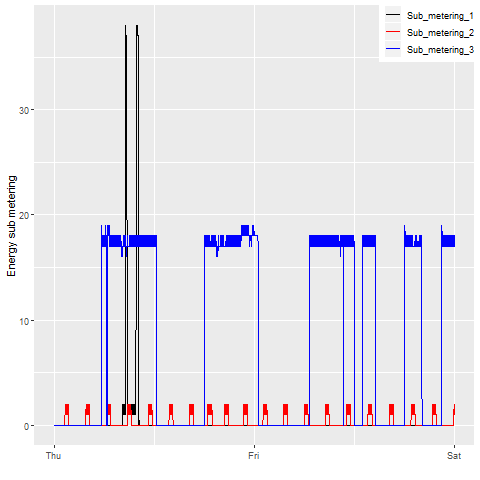 Sub_metering_1
Sub_metering_2
Sub_metering_3
Energy sub metering
30
20
10
0
Thu
Fri
Sat